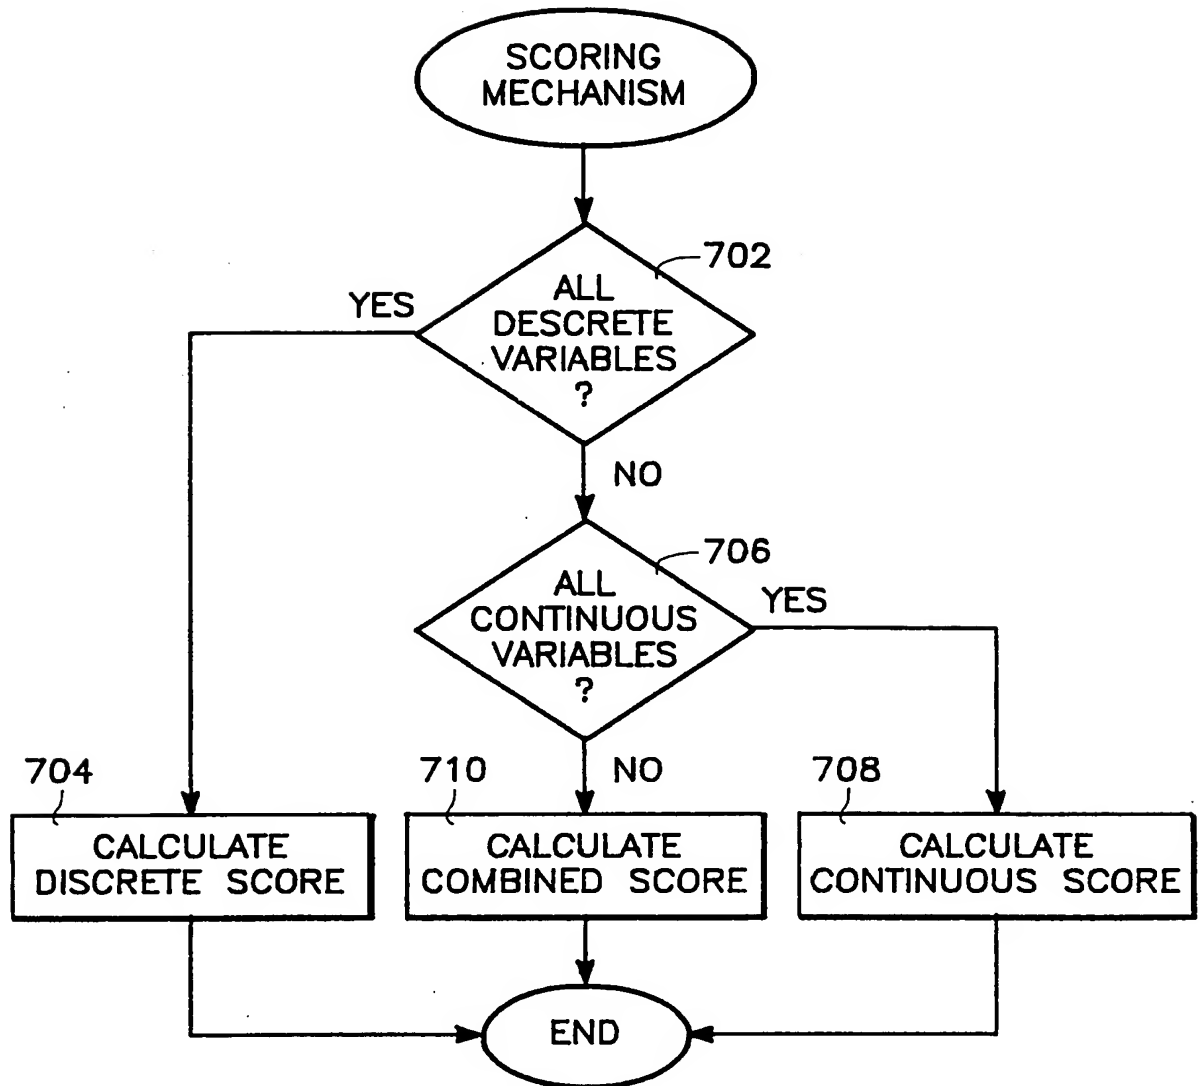 SCORING
MECHANISM
702
ALL
DESCRETE
VARIABLES
?
YES
NO
706
ALL
CONTINUOUS
VARIABLES
?
YES
NO
704
CALCULATE
DISCRETE SCORE
710
CALCULATE
COMBINED SCORE
708
CALCULATE
CONTINUOUS SCORE
END